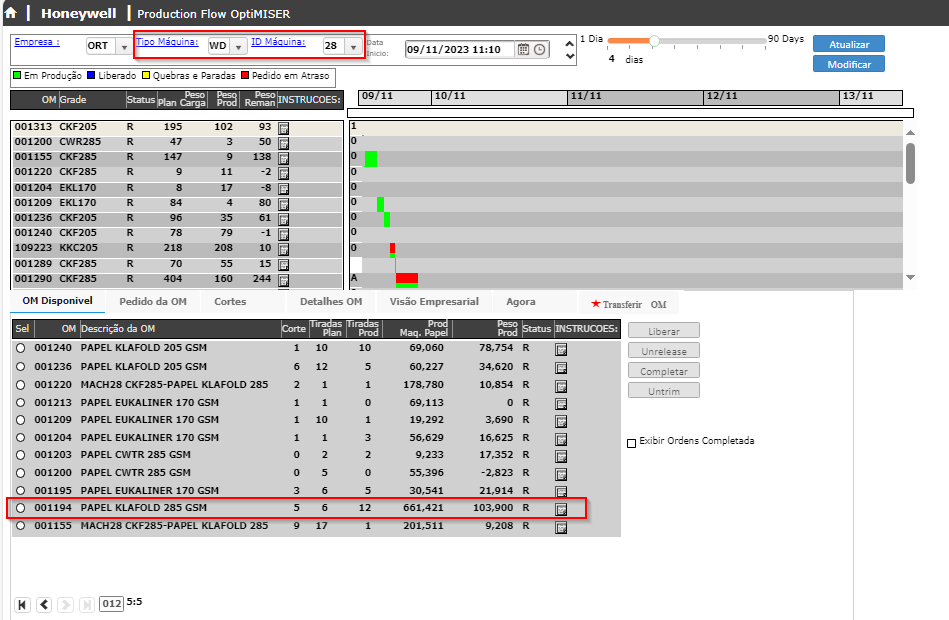 Honeywell | Production Flow OptiMISER
Empresa : ORT Tipo Máquina: WD ID Máquina: 28 Data Inicio: 09/11/2023 11:10 1 Dia 90 Days Atualizar
4 dias Modificar
Em Produção Liberado Quebras e Paradas Pedido em Atraso
OM Grade Status Peso Plan Carga Peso Prod Peso Reman INSTRUCOES: 09/11 10/11 11/11 12/11 13/11
001313 CKF205 R 195 102 93 1
001200 CWR285 R 47 3 50 0
001155 CKF285 R 147 9 138 0
001220 CKF285 R 9 11 -2 0
001204 EKL170 R 8 17 -8 0
001209 EKL170 R 84 4 80 0
001236 CKF205 R 96 35 61 0
001240 CKF205 R 78 79 -1 0
109223 KKC205 R 218 208 10 0
001289 CKF285 R 70 55 15
001290 CKF285 R 404 160 244 A
OM Disponivel Pedido da OM Cortes Detalhes OM Visão Empresarial Agora Transferir OM
Sel OM Descrição da OM Corte Tiradas Plan Tiradas Prod Prod Maq. Papel Peso Prod Status INSTRUCOES: Liberar
001240 PAPEL KLAFOLD 205 GSM 1 10 10 69,060 78,754 R Unrelease
001236 PAPEL KLAFOLD 205 GSM 6 12 5 60,227 34,620 R Completar
001220 MACH28 CKF285-PAPEL KLAFOLD 285 2 1 1 178,780 10,854 R Untrim
001213 PAPEL EUKALINER 170 GSM 1 1 0 69,113 0 R
001209 PAPEL EUKALINER 170 GSM 1 10 1 19,292 3,690 R
001204 PAPEL EUKALINER 170 GSM 1 1 3 56,629 16,625 R Exibir Ordens Completada
001203 PAPEL CWTR 285 GSM 0 2 2 9,233 17,352 R
001200 PAPEL CWTR 285 GSM 0 5 0 55,396 -2,823 R
001195 PAPEL EUKALINER 170 GSM 3 6 5 30,541 21,914 R
001194 PAPEL KLAFOLD 285 GSM 5 6 12 661,421 103,900 R
001155 MACH28 CKF285-PAPEL KLAFOLD 285 9 17 1 201,511 9,208 R
012 5:5